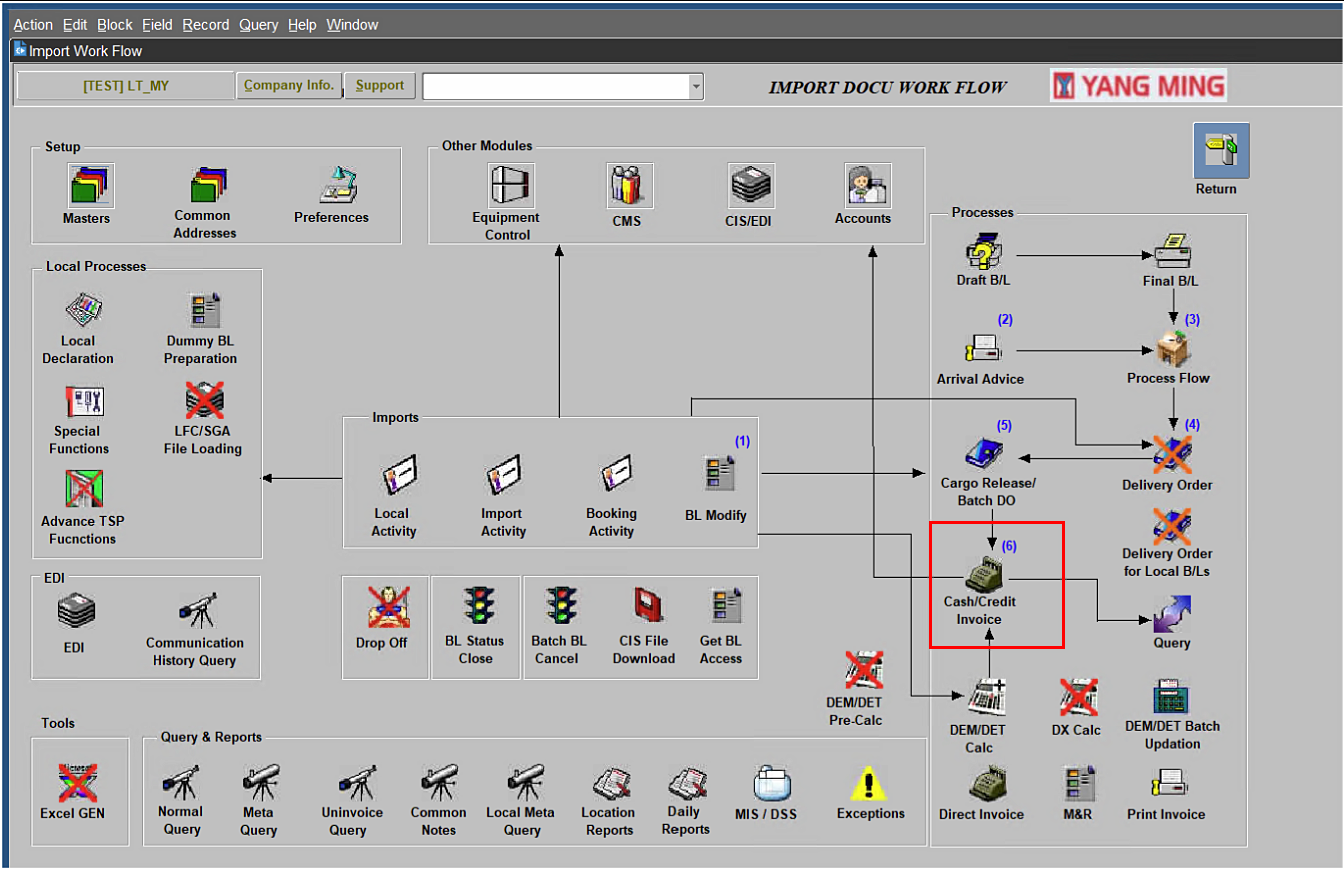 Action Edit Block Field Record Query Help Window
Import Work Flow
[TEST] LT_MY
Company Info.
Support
IMPORT DOCU WORK FLOW
YANG MING
Setup
Masters
Common
Addresses
Preferences
Other Modules
Equipment
Control
CMS
CIS/EDI
Accounts
Return
Local Processes
Local
Declaration
Dummy BL
Preparation
Special
Functions
LFC/SGA
File Loading
Advance TSP
Fucnctions
Imports
Local
Activity
Import
Activity
Booking
Activity
(1)
BL Modify
Processes
Draft B/L
Final B/L
(2)
Arrival Advice
(3)
Process Flow
(5)
Cargo Release/
Batch DO
(4)
Delivery Order
Delivery Order
for Local B/Ls
(6)
Cash/Credit
Invoice
Query
DEM/DET
Pre-Calc
DEM/DET
Calc
DX Calc
DEM/DET Batch
Updation
Direct Invoice
M&R
Print Invoice
EDI
EDI
Communication
History Query
Drop Off
BL Status
Close
Batch BL
Cancel
CIS File
Download
Get BL
Access
Tools
Excel GEN
Query & Reports
Normal
Query
Meta
Query
Uninvoice
Query
Common
Notes
Local Meta
Query
Location
Reports
Daily
Reports
MIS / DSS
Exceptions